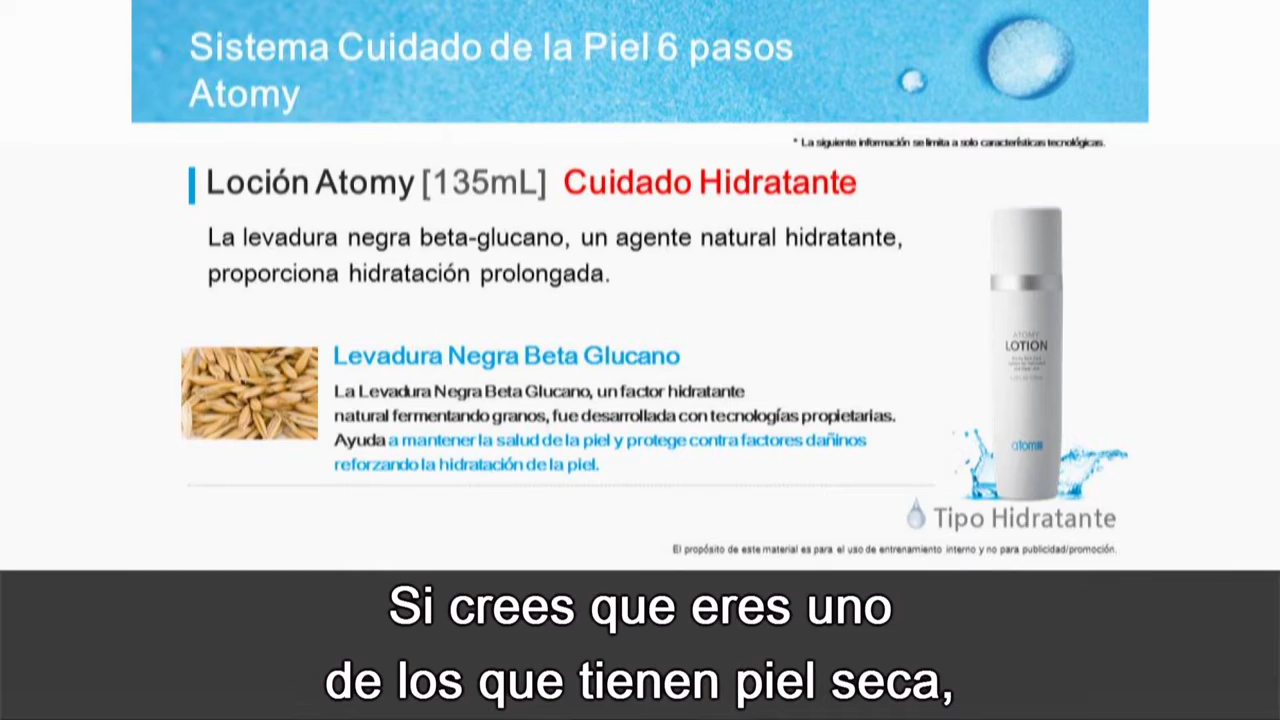 Sistema Cuidado de la Piel 6 pasos
Atomy
* La siguiente información se limita a solo características tecnológicas.
Loción Atomy [135mL] Cuidado Hidratante
La levadura negra beta-glucano, un agente natural hidratante,
proporciona hidratación prolongada.
Levadura Negra Beta Glucano
La Levadura Negra Beta Glucano, un factor hidratante
natural fermentando granos, fue desarrollada con tecnologías propietarias.
Ayuda a mantener la salud de la piel y protege contra factores dañinos
reforzando la hidratación de la piel.
ATOMY
LOTION
atom
Tipo Hidratante
El propósito de este material es para el uso de entrenamiento interno y no para publicidad/promoción.
Si crees que eres uno
de los que tienen piel seca,